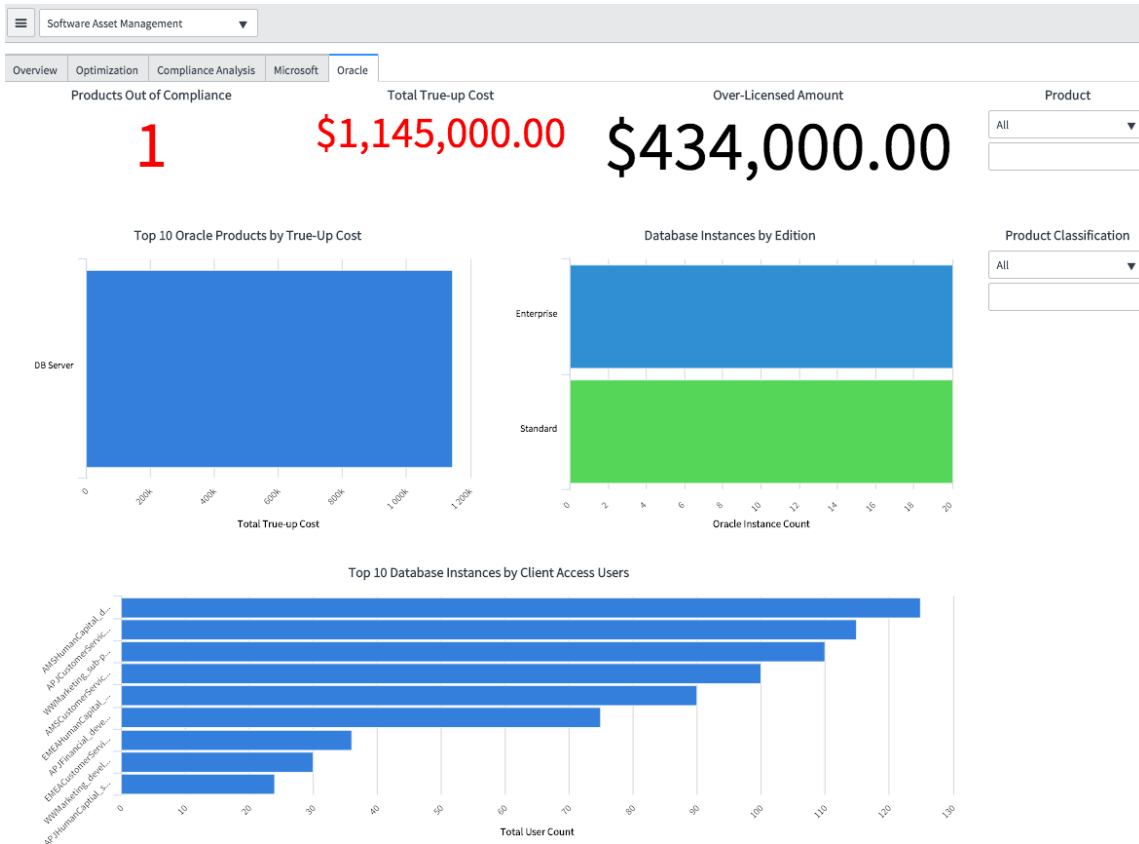 Software Asset Management
Overview Optimization Compliance Analysis Microsoft Oracle
Products Out of Compliance
1
Total True-up Cost
$1,145,000.00
Over-Licensed Amount
$434,000.00
Product
All
Top 10 Oracle Products by True-Up Cost
DB Server
0 200k 400k 600k 800k 1 000k 1 200k
Total True-up Cost
Database Instances by Edition
Enterprise
Standard
0 2 4 6 8 10 12 14 16 18 20
Oracle Instance Count
Product Classification
All
Top 10 Database Instances by Client Access Users
AMSHumanCapital_d...
APJCustomerServic...
WWMarketing_sub-p...
AMSCustomerServic...
EMEAHumanCapital_...
APJFinancial_deve...
EMEACustomerServi...
WWMarketing_devel...
APJHumanCaptial_s...
0 10 20 30 40 50 60 70 80 90 100 110 120 130
Total User Count